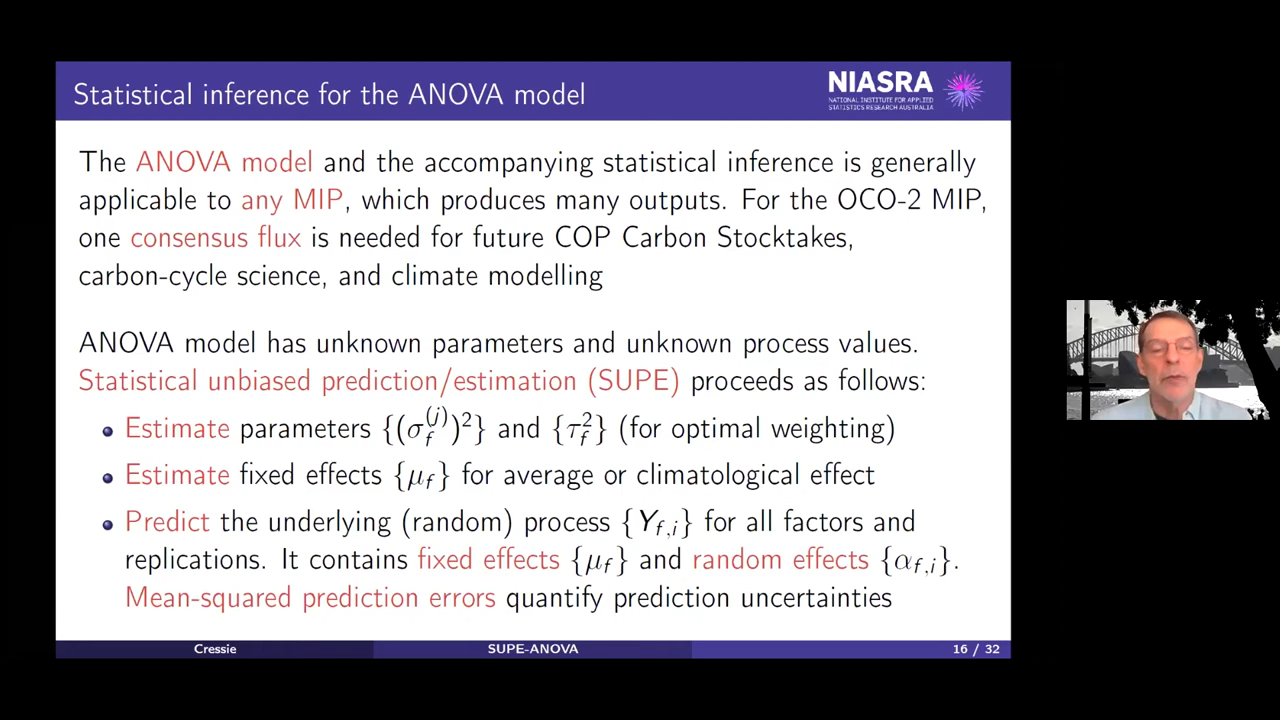 Statistical inference for the ANOVA model
NIASRA
NATIONAL INSTITUTE FOR APPLIED
STATISTICS RESEARCH AUSTRALIA
The ANOVA model and the accompanying statistical inference is generally
applicable to any MIP, which produces many outputs. For the OCO-2 MIP,
one consensus flux is needed for future COP Carbon Stocktakes,
carbon-cycle science, and climate modelling
ANOVA model has unknown parameters and unknown process values.
Statistical unbiased prediction/estimation (SUPE) proceeds as follows:
Estimate parameters {(σ_f^(j))²} and {τ_f²} (for optimal weighting)
Estimate fixed effects {μ_f} for average or climatological effect
Predict the underlying (random) process {Y_f,i} for all factors and
replications. It contains fixed effects {μ_f} and random effects {α_f,i}.
Mean-squared prediction errors quantify prediction uncertainties
Cressie
SUPE-ANOVA
16 / 32